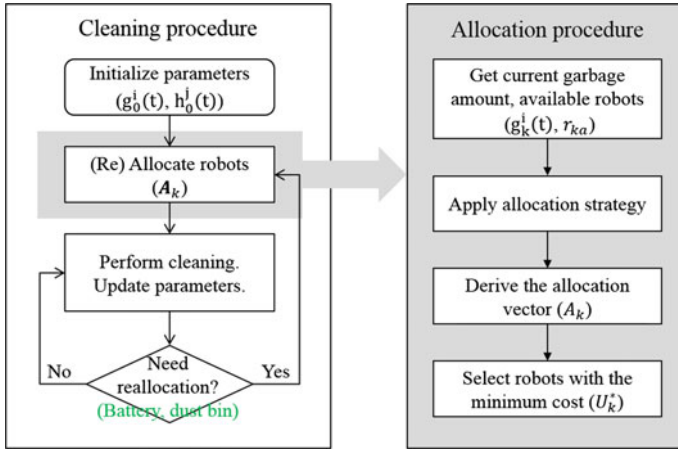 Cleaning procedure
Initialize parameters
(g₀ⁱ(t), h₀ʲ(t))
(Re) Allocate robots
(Aₖ)
Perform cleaning.
Update parameters.
No
Need
reallocation?
Yes
(Battery, dust bin)
Allocation procedure
Get current garbage
amount, available robots
(gₖⁱ(t), rₖₐ)
Apply allocation strategy
Derive the allocation
vector (Aₖ)
Select robots with the
minimum cost (Uₖ*)